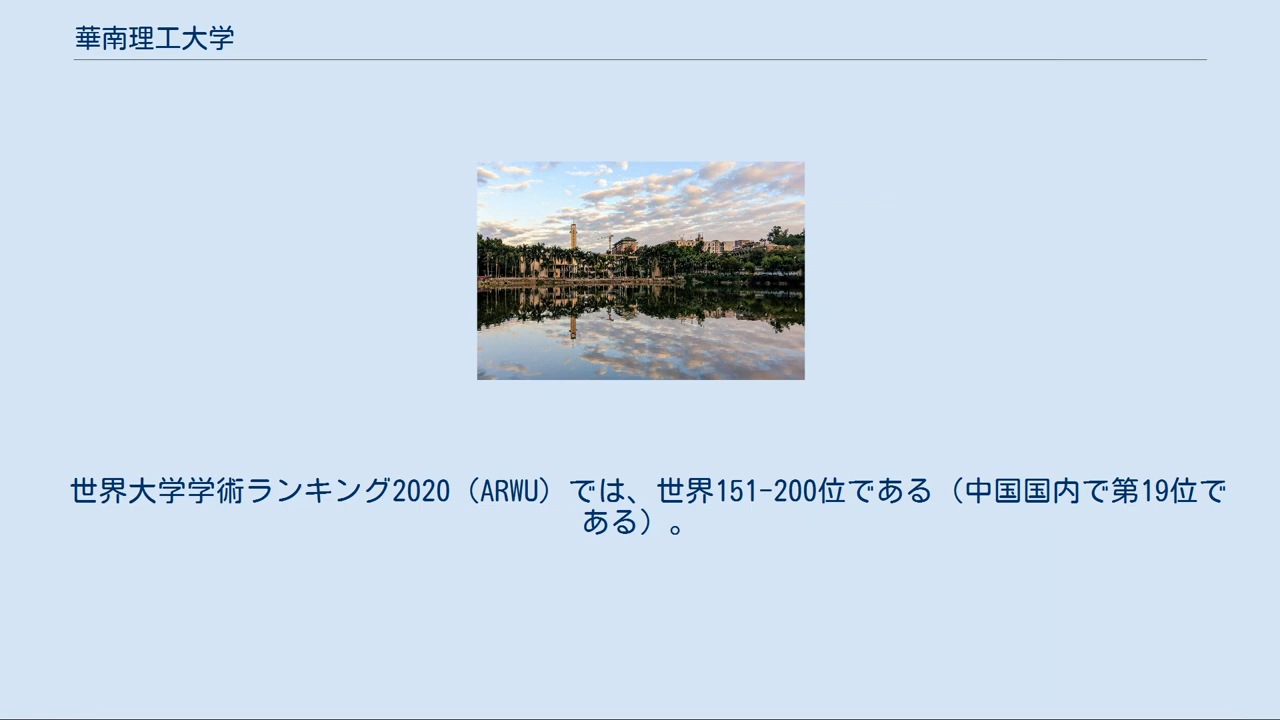 華南理工大学
世界大学学術ランキング2020（ARWU）では、世界151-200位である（中国国内で第19位で
ある）。